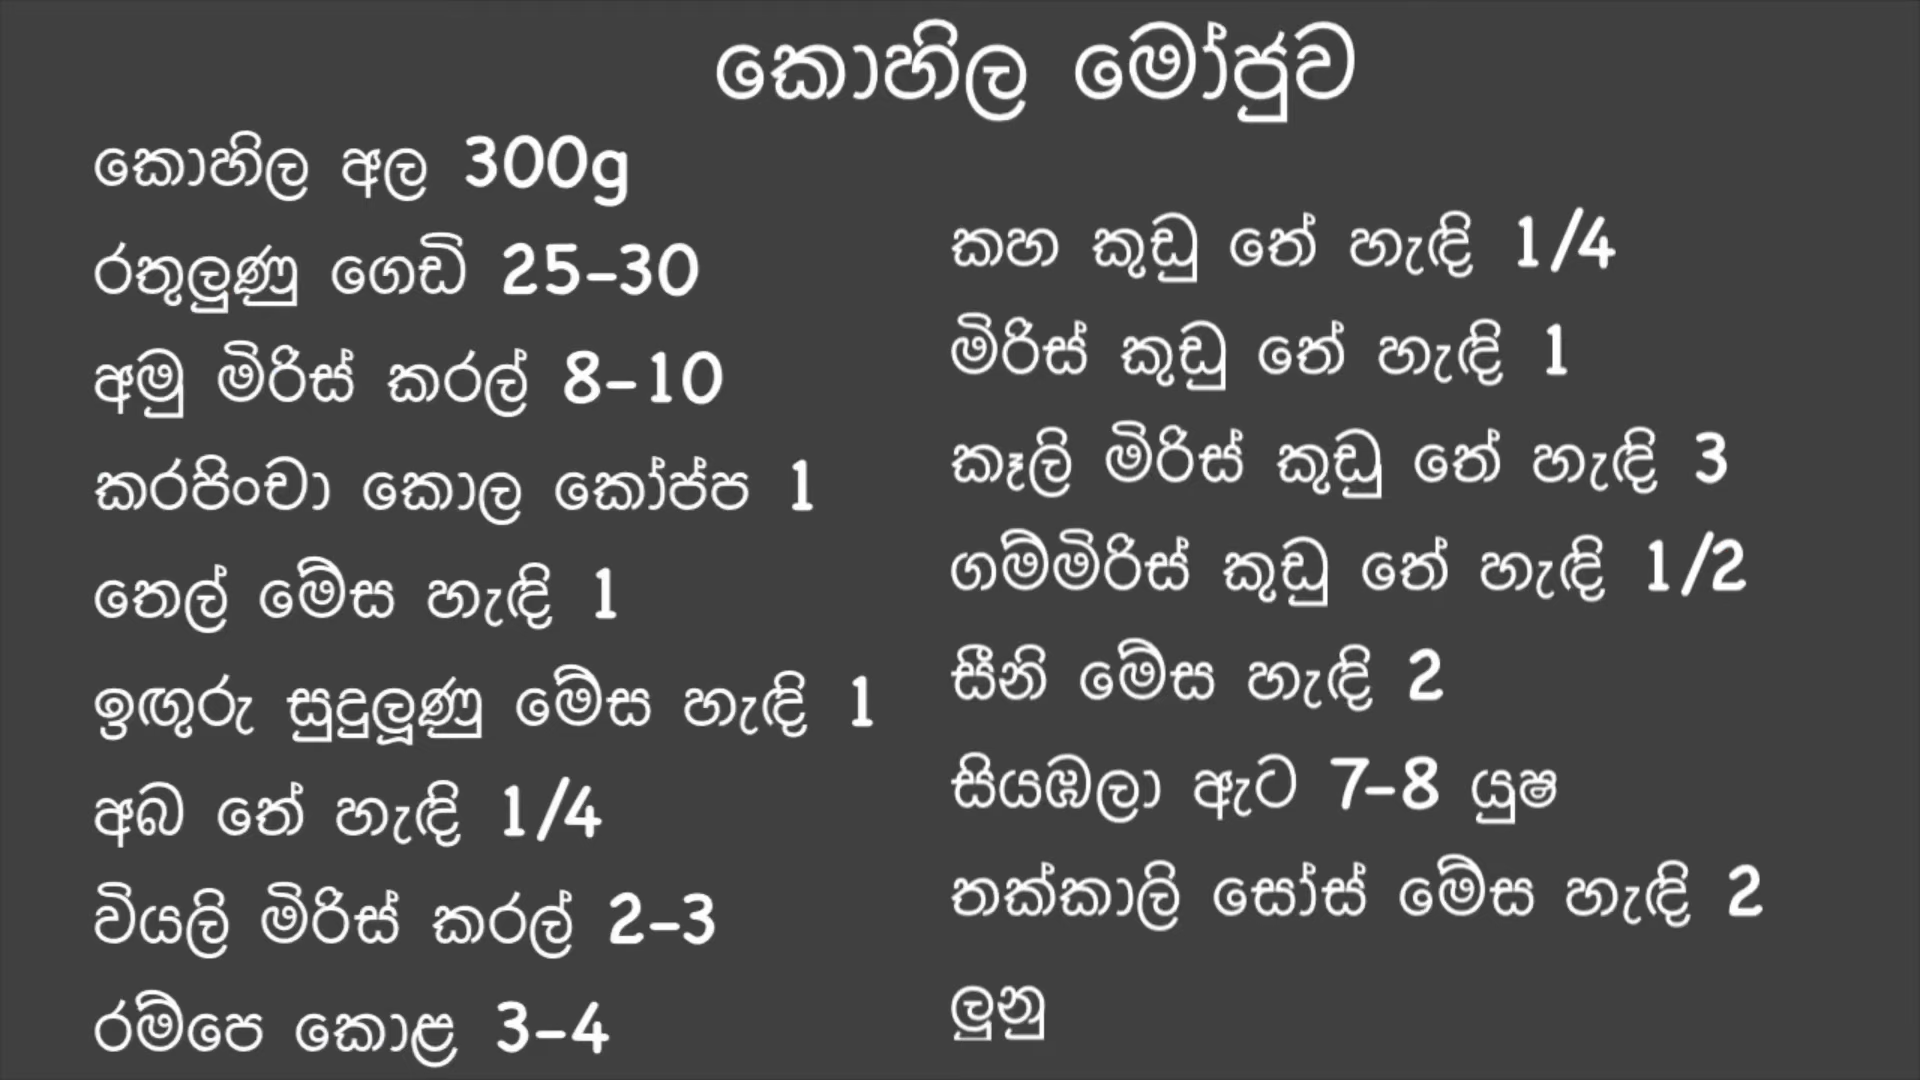 කොහිල මෝජුව
කොහිල අල 300g
රතුලුණු ගෙඩි 25-30
අමු මිරිස් කරල් 8-10
කරපිංචා කොල කෝප්ප 1
තෙල් මේස හැඳි 1
ඉඟුරු සුදුලූණු මේස හැඳි 1
අබ තේ හැඳි 1/4
වියලි මිරිස් කරල් 2-3
රම්පෙ කොළ 3-4
කහ කුඩු තේ හැඳි 1/4
මිරිස් කුඩු තේ හැඳි 1
කෑලි මිරිස් කුඩු තේ හැඳි 3
ගම්මිරිස් කුඩු තේ හැඳි 1/2
සීනි මේස හැඳි 2
සියඹලා ඇට 7-8 යුෂ
තක්කාලි සෝස් මේස හැඳි 2
ලුනු